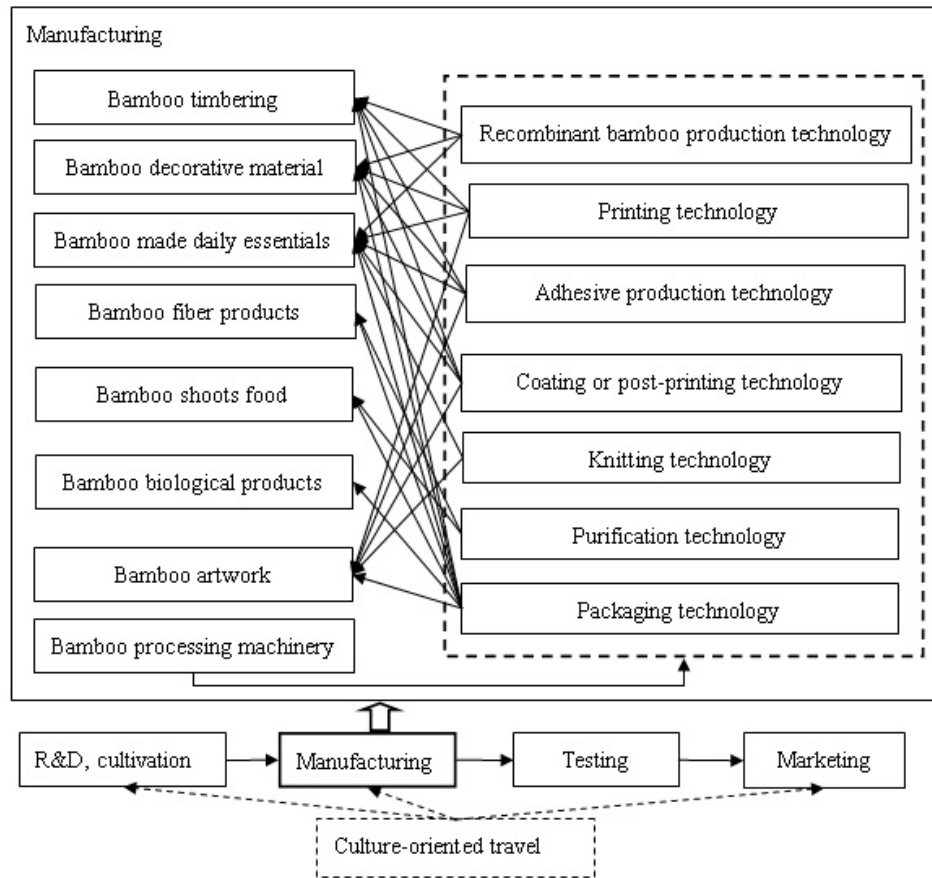 Manufacturing
Bamboo timbering
Bamboo decorative material
Bamboo made daily essentials
Bamboo fiber products
Bamboo shoots food
Bamboo biological products
Bamboo artwork
Bamboo processing machinery
Recombinant bamboo production technology
Printing technology
Adhesive production technology
Coating or post-printing technology
Knitting technology
Purification technology
Packaging technology
R&D, cultivation
Manufacturing
Testing
Marketing
Culture-oriented travel